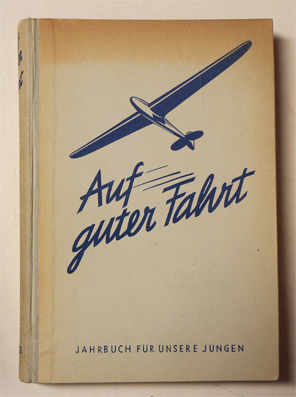 Auf
guter Fahrt
JAHRBUCH FÜR UNSERE JUNGEN